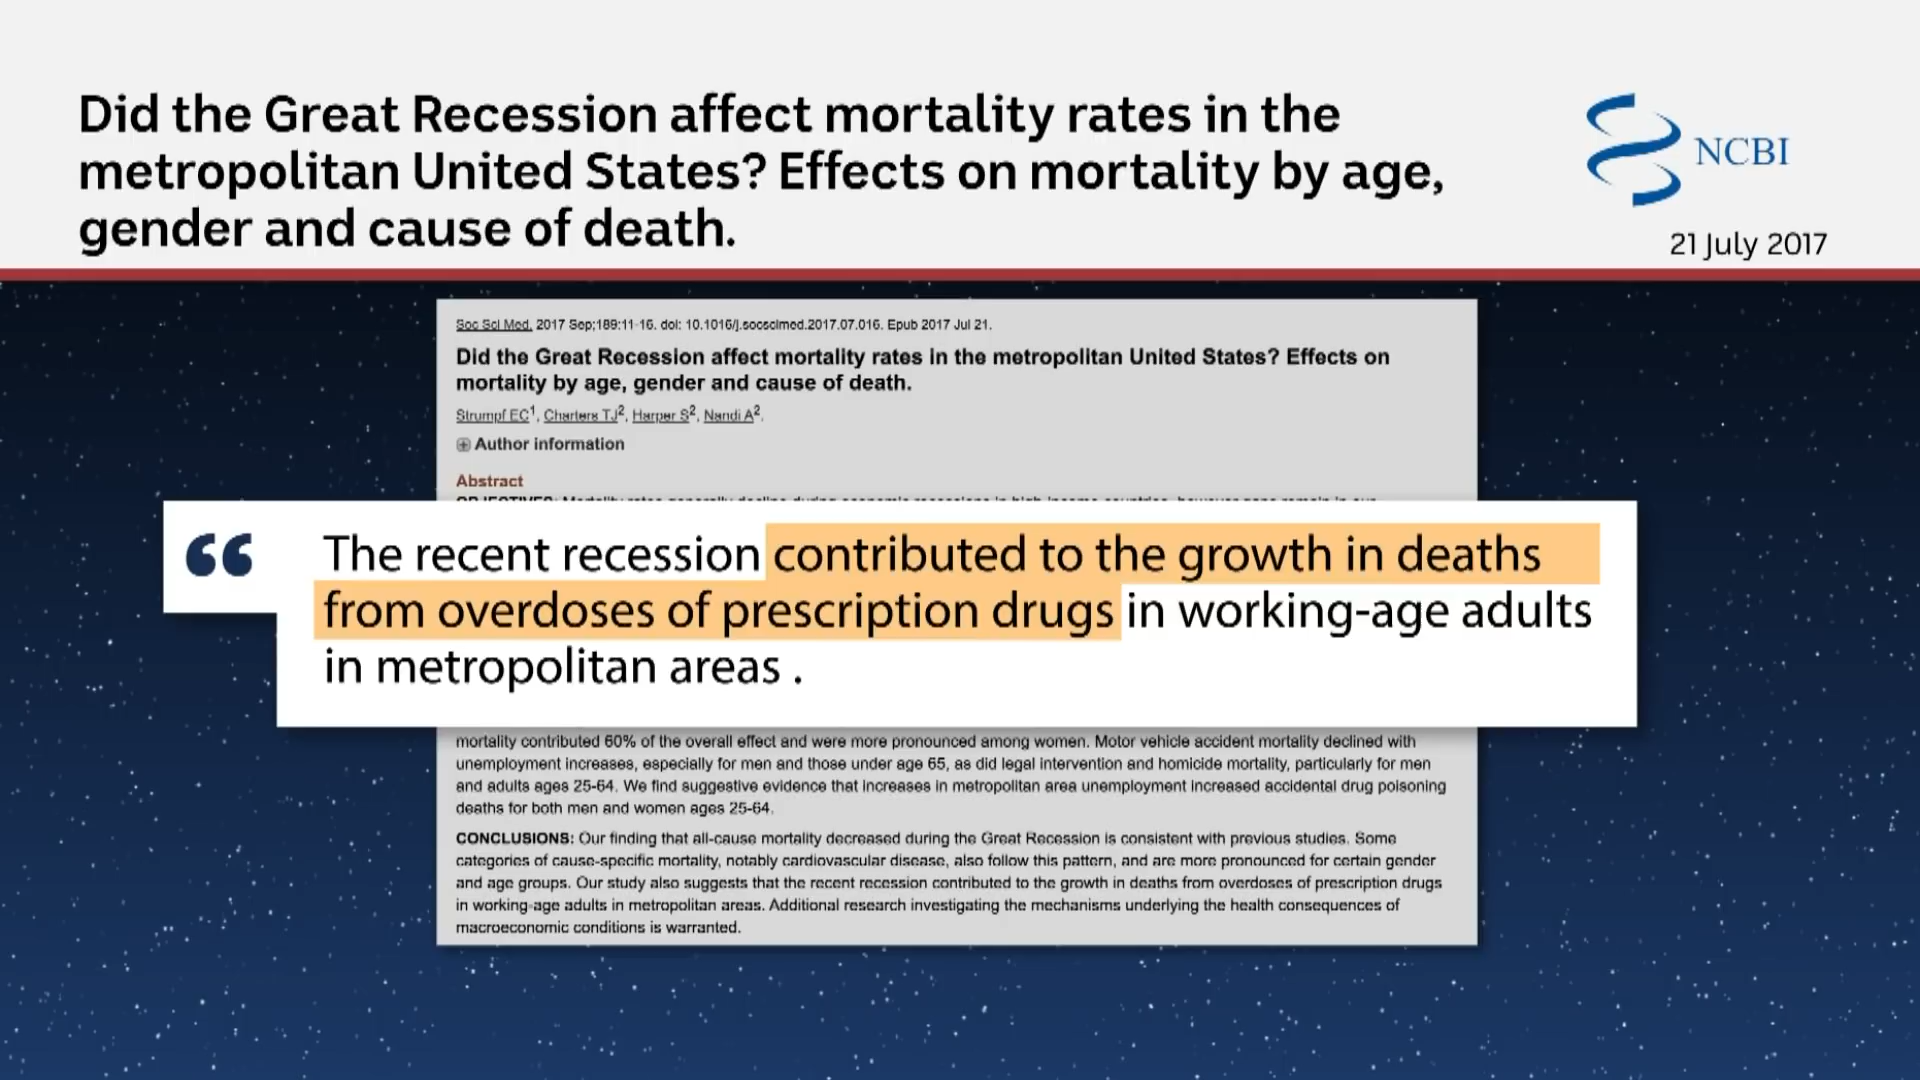 Did the Great Recession affect mortality rates in the
metropolitan United States? Effects on mortality by age,
gender and cause of death.
NCBI
21 July 2017
Soc Sci Med. 2017 Sep;189:11-16. doi: 10.1016/j.socscimed.2017.07.016. Epub 2017 Jul 21.
Did the Great Recession affect mortality rates in the metropolitan United States? Effects on
mortality by age, gender and cause of death.
Strumpf EC1, Charters TJ2, Harper S2, Nandi A2.
Author information
Abstract
“ The recent recession contributed to the growth in deaths
from overdoses of prescription drugs in working-age adults
in metropolitan areas .
mortality contributed 60% of the overall effect and were more pronounced among women. Motor vehicle accident mortality declined with
unemployment increases, especially for men and those under age 65, as did legal intervention and homicide mortality, particularly for men
and adults ages 25-64. We find suggestive evidence that increases in metropolitan area unemployment increased accidental drug poisoning
deaths for both men and women ages 25-64.
CONCLUSIONS: Our finding that all-cause mortality decreased during the Great Recession is consistent with previous studies. Some
categories of cause-specific mortality, notably cardiovascular disease, also follow this pattern, and are more pronounced for certain gender
and age groups. Our study also suggests that the recent recession contributed to the growth in deaths from overdoses of prescription drugs
in working-age adults in metropolitan areas. Additional research investigating the mechanisms underlying the health consequences of
macroeconomic conditions is warranted.